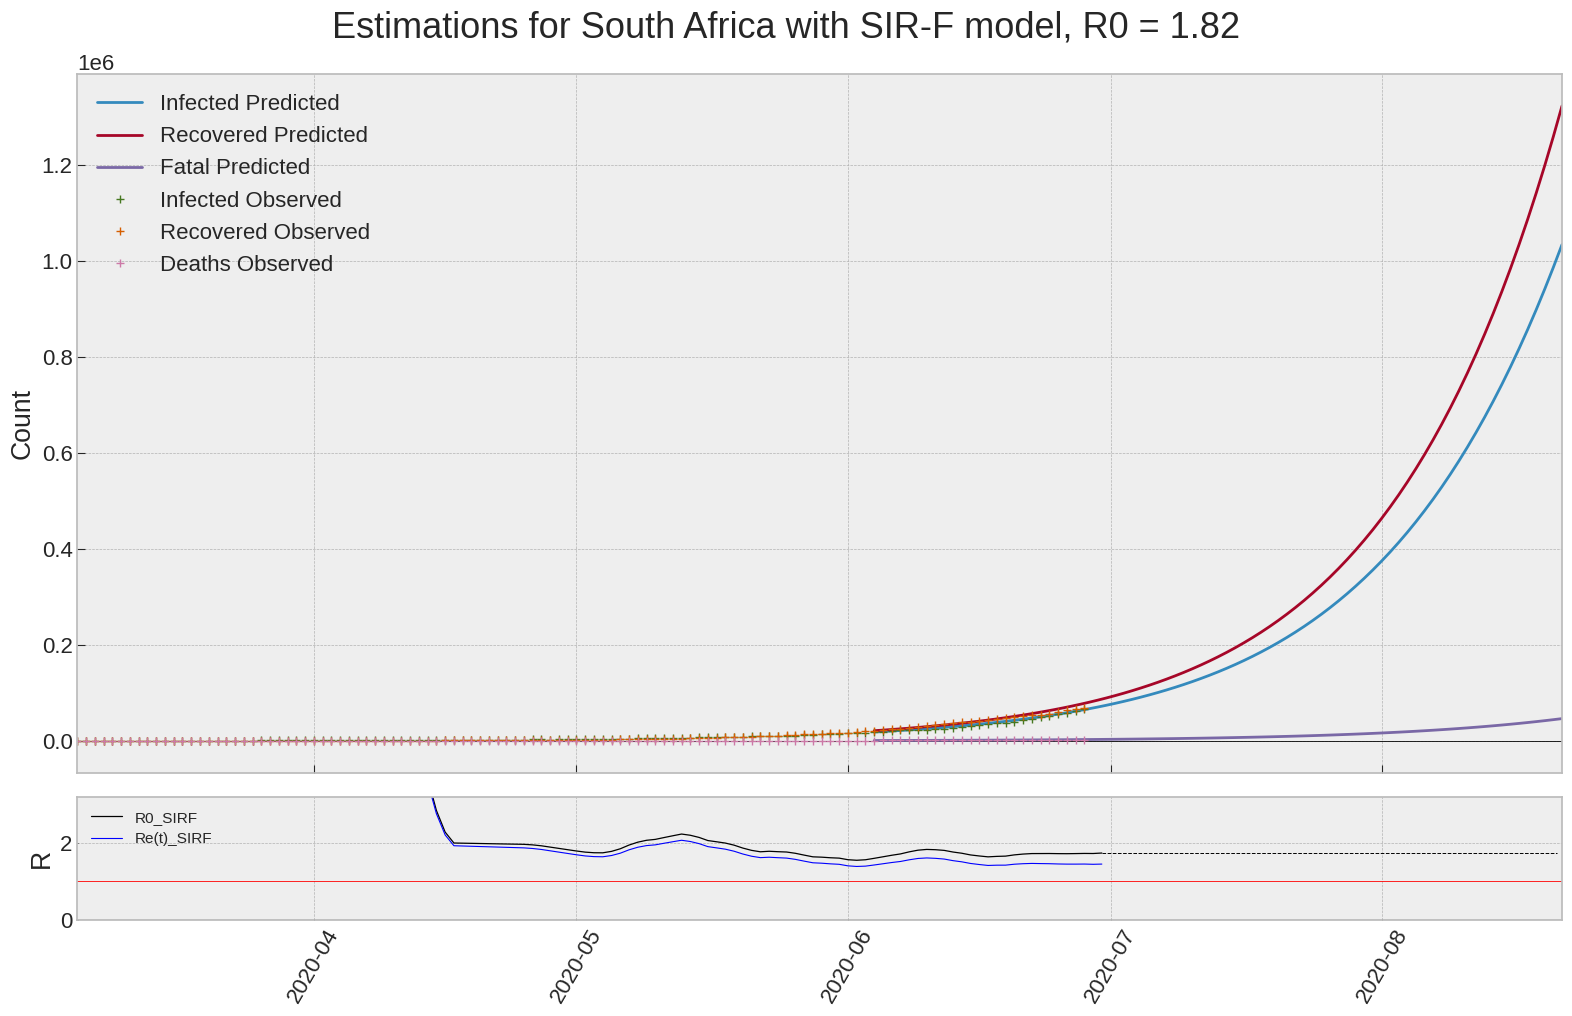 Estimations for South Africa with SIR-F model, R0 = 1.82
1e6
Infected Predicted
Recovered Predicted
Fatal Predicted
Infected Observed
Recovered Observed
Deaths Observed
1.2
1.0
0.8
0.6
0.4
0.2
0.0
Count
R0_SIRF
Re(t)_SIRF
2
0
R
2020-04
2020-05
2020-06
2020-07
2020-08